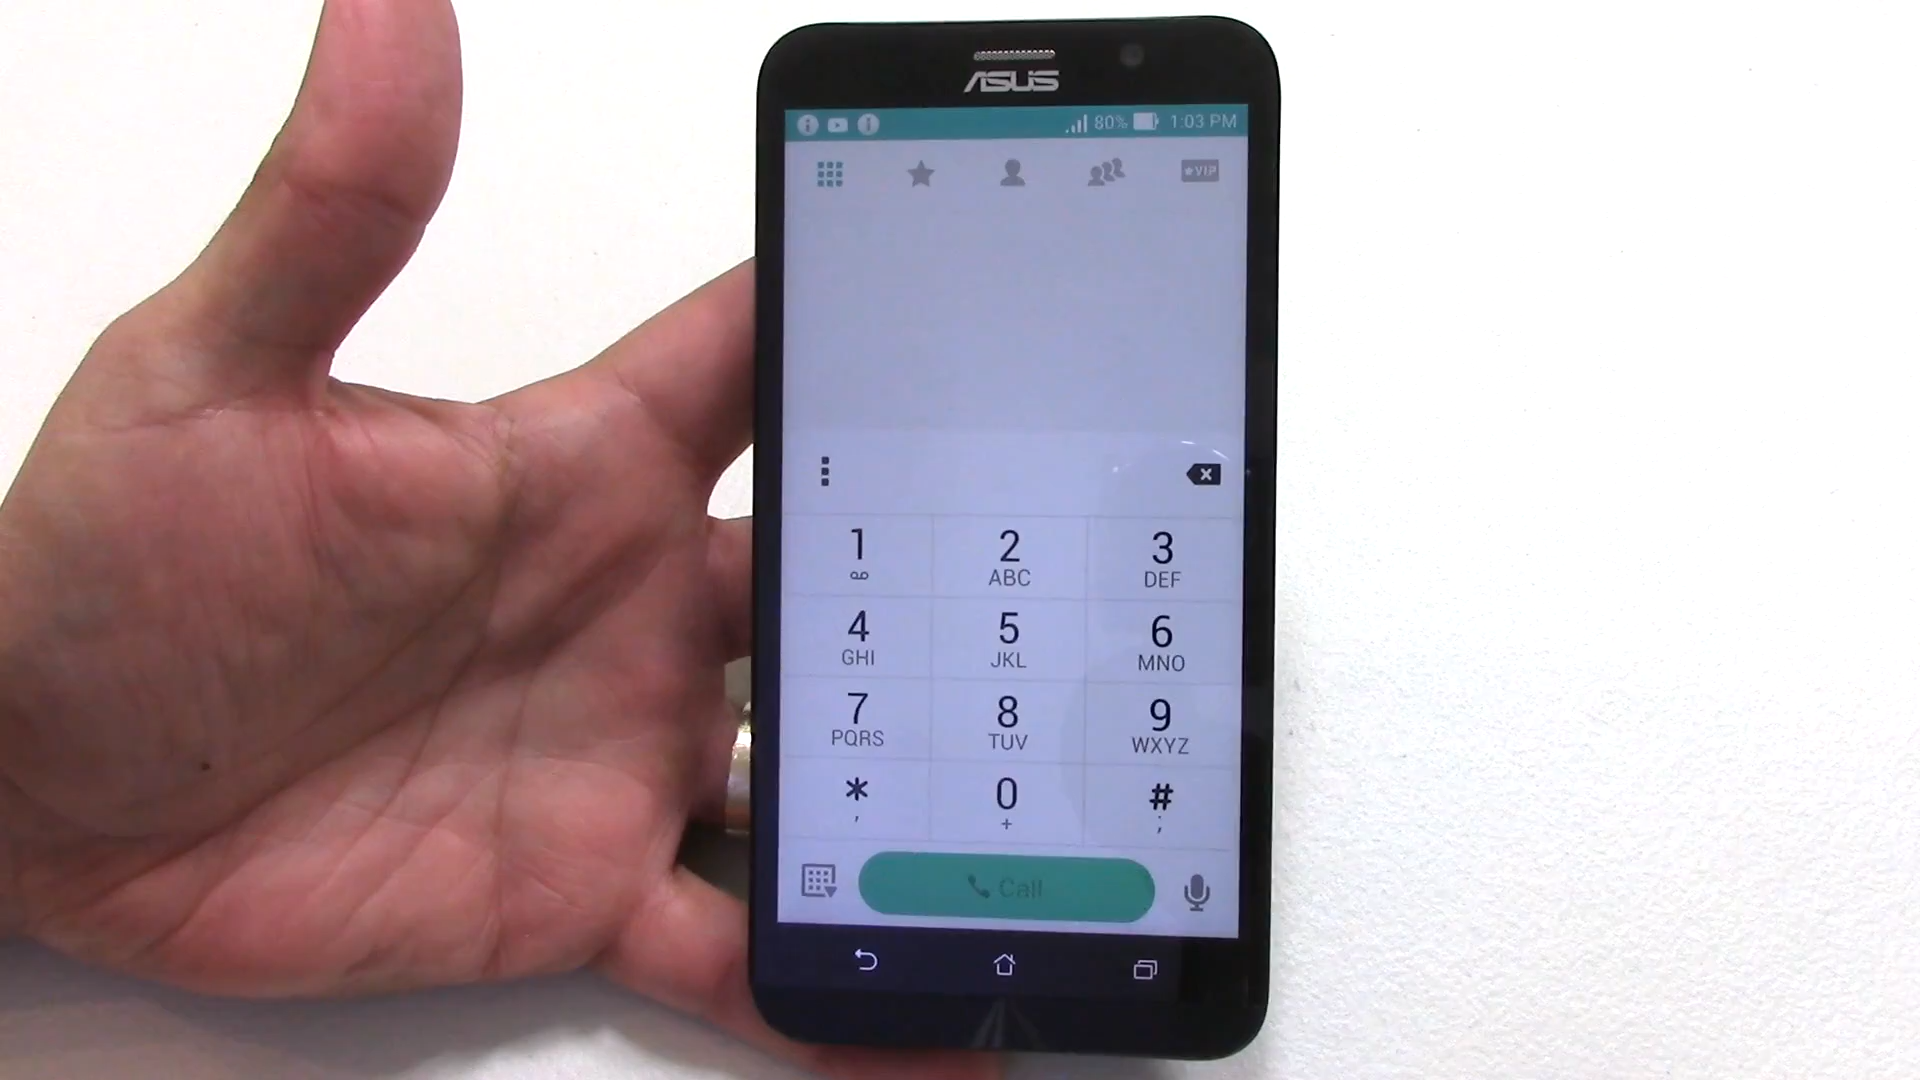 ASUS
80% 1:03 PM
VIP
1 2 3
ABC DEF
4 5 6
GHI JKL MNO
7 8 9
PQRS TUV WXYZ
* 0 #
, + ;
Call